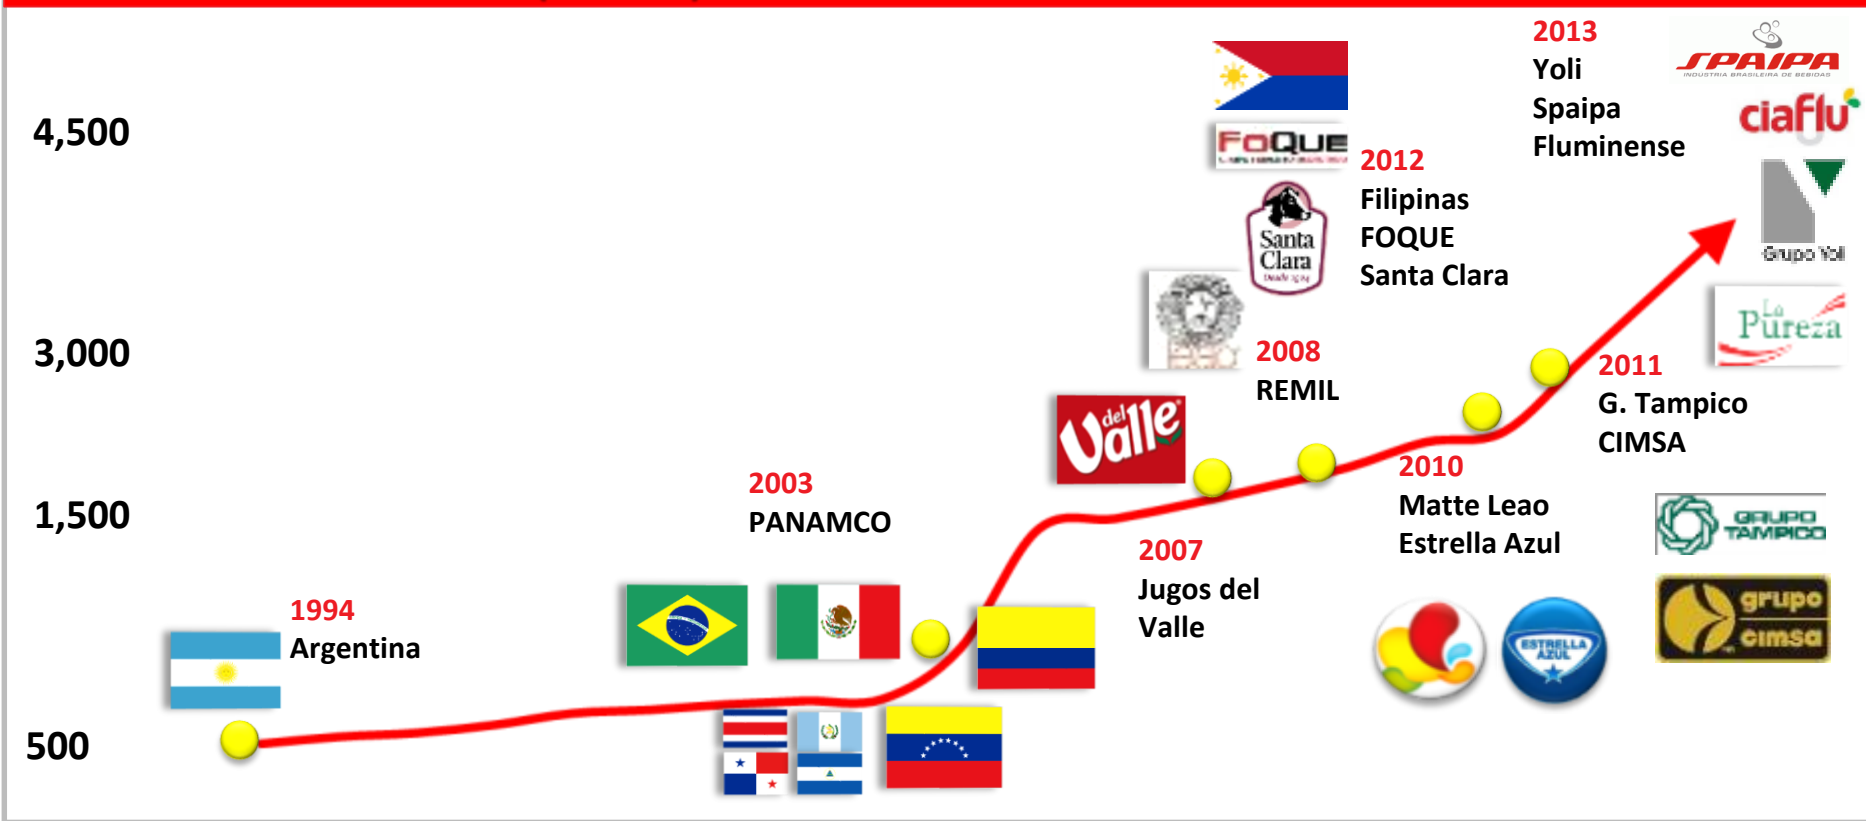 4,500
3,000
1,500
500
1994
Argentina
2003
PANAMCO
del
Valle
2007
Jugos del
Valle
2008
REMIL
FOQUE
Santa
Clara
Desde 1924
2012
Filipinas
FOQUE
Santa Clara
2010
Matte Leao
Estrella Azul
ESTRELLA
AZUL
2013
Yoli
Spaipa
Fluminense
SPAIPA
INDUSTRIA BRASILEIRA DE BEBIDAS
ciaflu
Grupo Yoli
La
Pureza
2011
G. Tampico
CIMSA
GRUPO
TAMPICO
grupo
cimsa